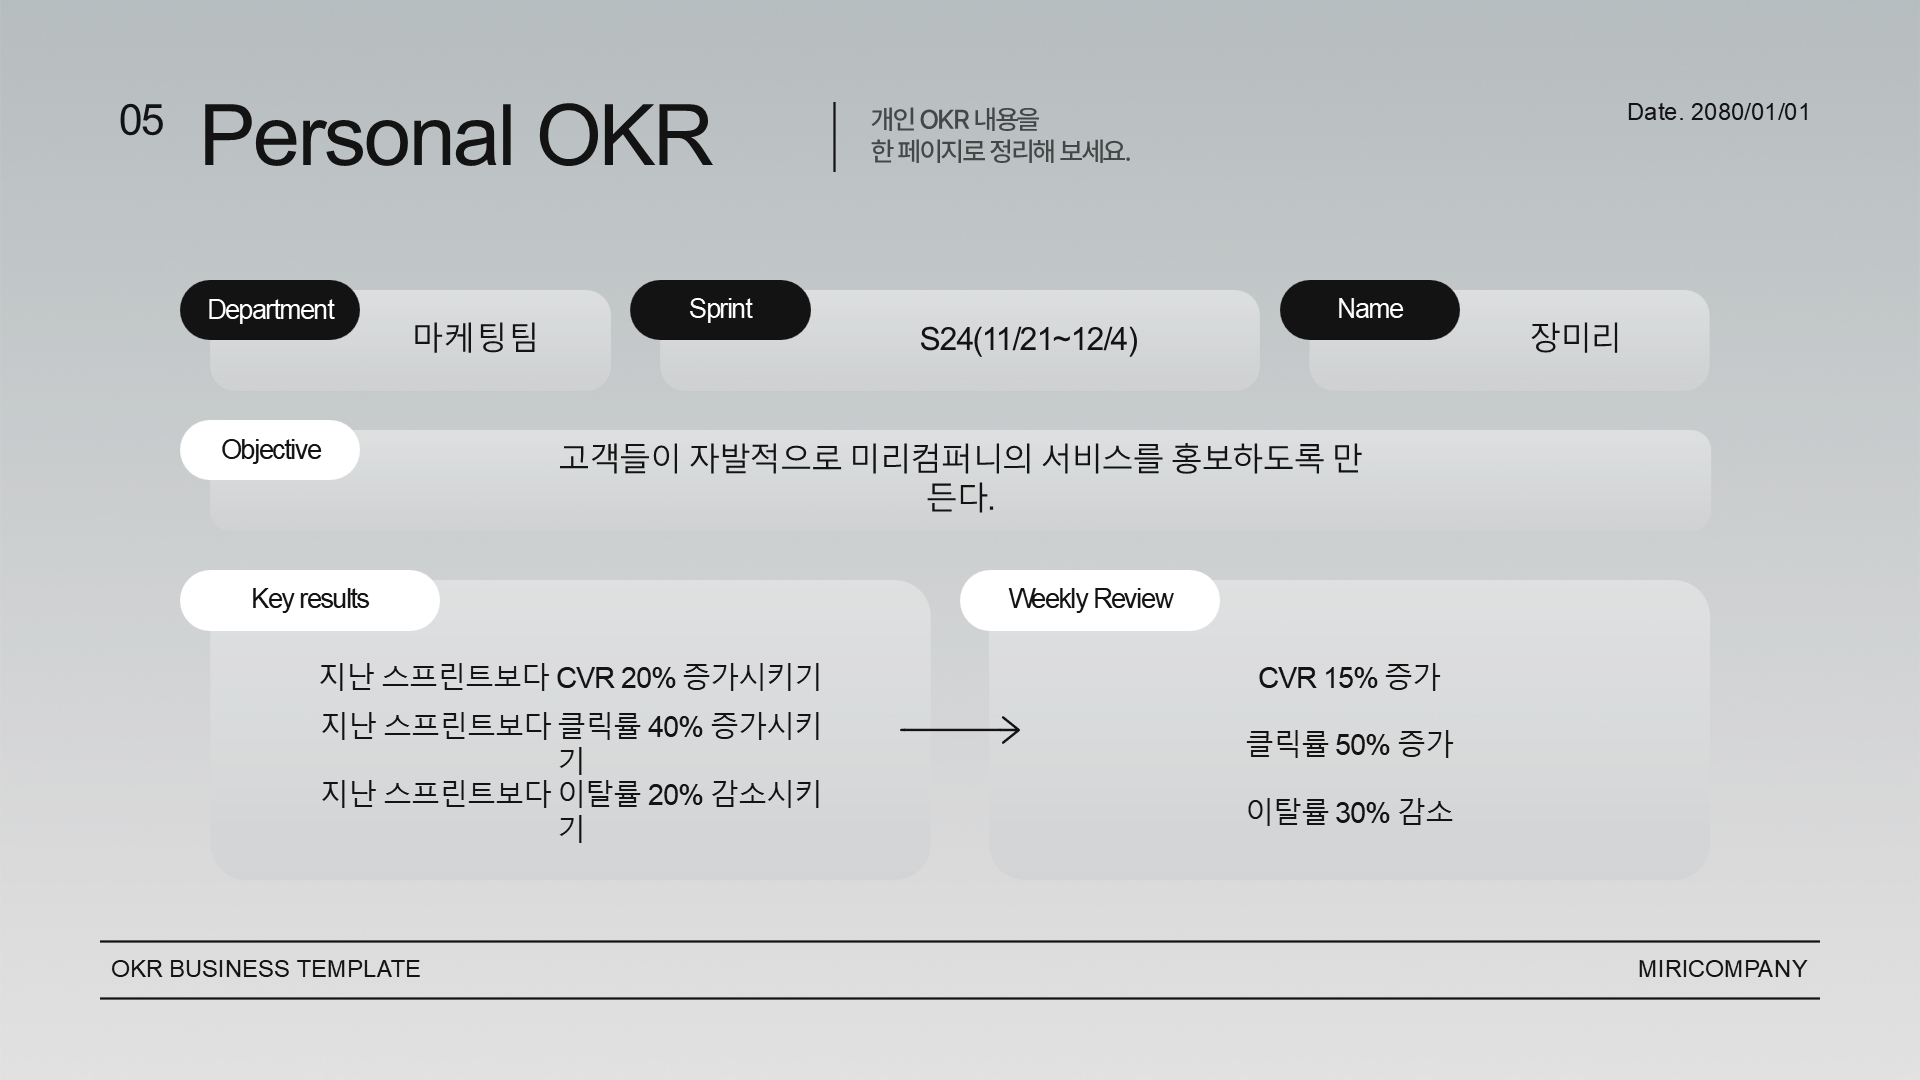 05
Personal OKR
개인 OKR 내용을
한 페이지로 정리해 보세요.
Date. 2080/01/01
Department
마케팅팀
Sprint
S24(11/21~12/4)
Name
장미리
Objective
고객들이 자발적으로 미리컴퍼니의 서비스를 홍보하도록 만
든다.
Key results
지난 스프린트보다 CVR 20% 증가시키기
지난 스프린트보다 클릭률 40% 증가시키
기
지난 스프린트보다 이탈률 20% 감소시키
기
Weekly Review
CVR 15% 증가
클릭률 50% 증가
이탈률 30% 감소
OKR BUSINESS TEMPLATE
MIRICOMPANY